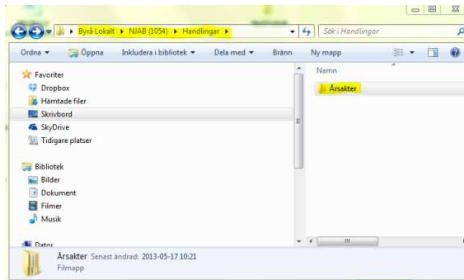 Byrå Lokalt ▸ NJAB (1054) ▸ Handlingar ▸
Sök i Handlingar
Ordna
Öppna
Inkludera i bibliotek
Dela med
Bränn
Ny mapp
Favoriter
Dropbox
Hämtade filer
Skrivbord
SkyDrive
Tidigare platser
Bibliotek
Bilder
Dokument
Filmer
Musik
Dator
Namn
Årsakter
Årsakter Senast ändrad: 2013-05-17 10:21
Filmapp